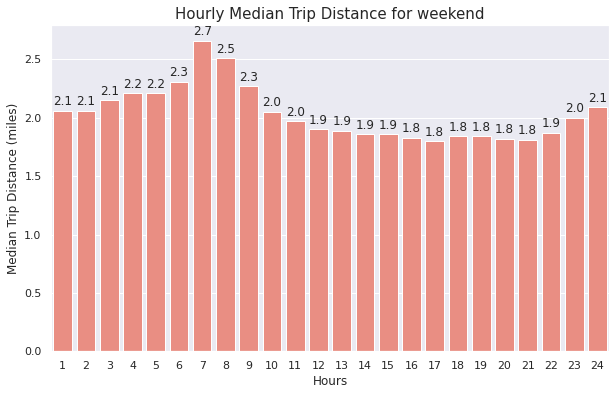 Hourly Median Trip Distance for weekend
Median Trip Distance (miles)
2.5
2.0
1.5
1.0
0.5
0.0
2.1 2.1 2.1 2.2 2.2 2.3 2.7 2.5 2.3 2.0 2.0 1.9 1.9 1.9 1.9 1.8 1.8 1.8 1.8 1.8 1.8 1.9 2.0 2.1
1 2 3 4 5 6 7 8 9 10 11 12 13 14 15 16 17 18 19 20 21 22 23 24
Hours